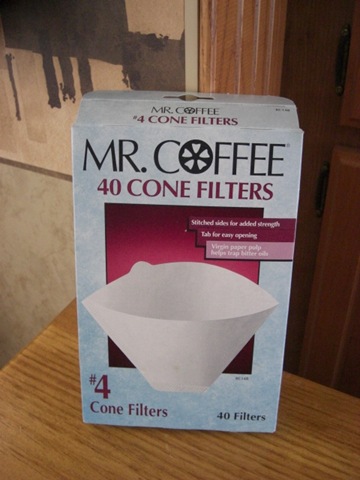 MR. COFFEE
#4 CONE FILTERS
MR. COFFEE®
40 CONE FILTERS
Stitched sides for added strength
Tab for easy opening
Virgin paper pulp
helps trap bitter oils
#4
Cone Filters
40 Filters